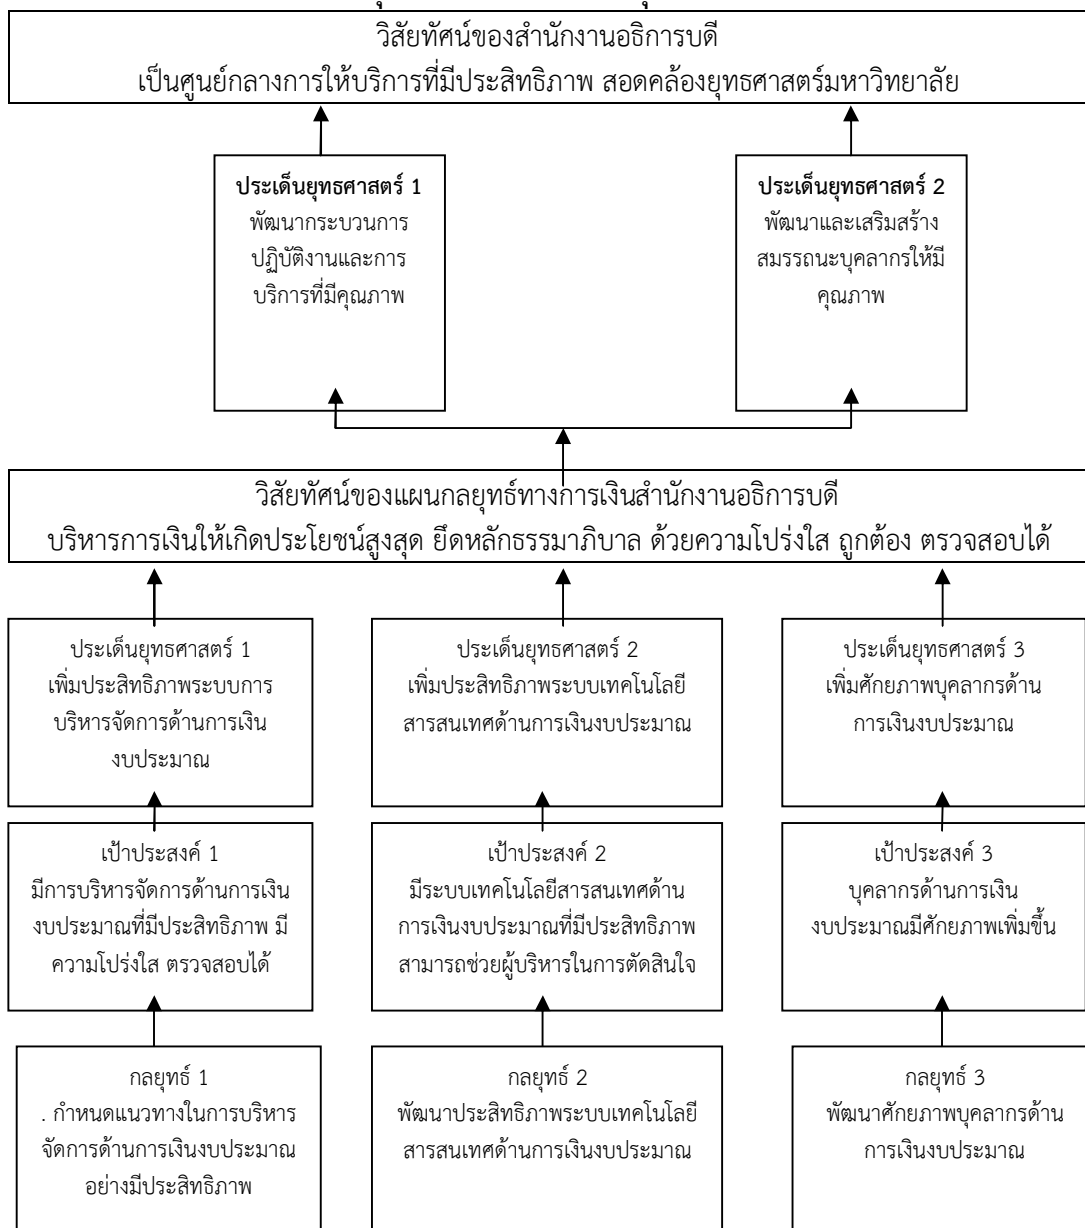 วิสัยทัศน์ของสำนักงานอธิการบดี
เป็นศูนย์กลางการให้บริการที่มีประสิทธิภาพ สอดคล้องยุทธศาสตร์มหาวิทยาลัย
ประเด็นยุทธศาสตร์ 1
พัฒนากระบวนการ
ปฏิบัติงานและการ
บริการที่มีคุณภาพ
ประเด็นยุทธศาสตร์ 2
พัฒนาและเสริมสร้าง
สมรรถนะบุคลากรให้มี
คุณภาพ
วิสัยทัศน์ของแผนกลยุทธ์ทางการเงินสำนักงานอธิการบดี
บริหารการเงินให้เกิดประโยชน์สูงสุด ยึดหลักธรรมาภิบาล ด้วยความโปร่งใส ถูกต้อง ตรวจสอบได้
ประเด็นยุทธศาสตร์ 1
เพิ่มประสิทธิภาพระบบการ
บริหารจัดการด้านการเงิน
งบประมาณ
ประเด็นยุทธศาสตร์ 2
เพิ่มประสิทธิภาพระบบเทคโนโลยี
สารสนเทศด้านการเงินงบประมาณ
ประเด็นยุทธศาสตร์ 3
เพิ่มศักยภาพบุคลากรด้าน
การเงินงบประมาณ
เป้าประสงค์ 1
มีการบริหารจัดการด้านการเงิน
งบประมาณที่มีประสิทธิภาพ มี
ความโปร่งใส ตรวจสอบได้
เป้าประสงค์ 2
มีระบบเทคโนโลยีสารสนเทศด้าน
การเงินงบประมาณที่มีประสิทธิภาพ
สามารถช่วยผู้บริหารในการตัดสินใจ
เป้าประสงค์ 3
บุคลากรด้านการเงิน
งบประมาณมีศักยภาพเพิ่มขึ้น
กลยุทธ์ 1
. กำหนดแนวทางในการบริหาร
จัดการด้านการเงินงบประมาณ
อย่างมีประสิทธิภาพ
กลยุทธ์ 2
พัฒนาประสิทธิภาพระบบเทคโนโลยี
สารสนเทศด้านการเงินงบประมาณ
กลยุทธ์ 3
พัฒนาศักยภาพบุคลากรด้าน
การเงินงบประมาณ